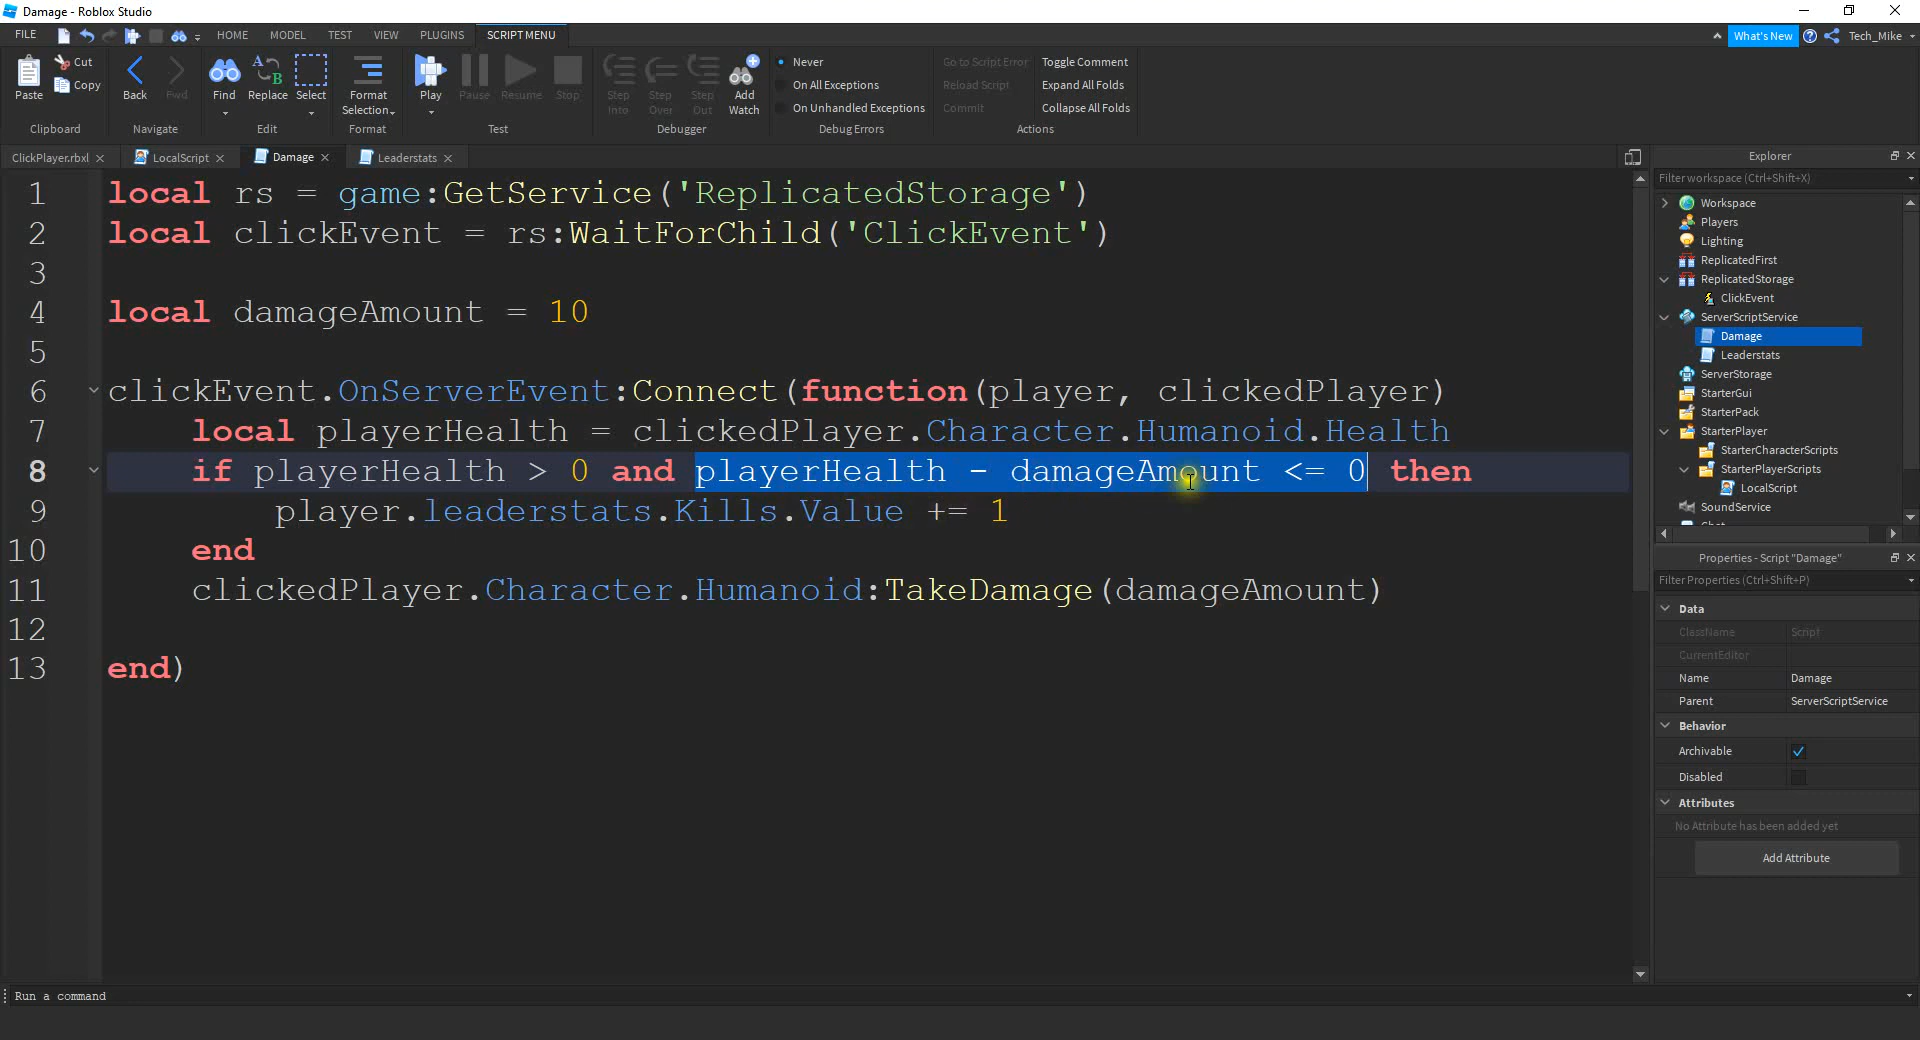 Damage - Roblox Studio
FILE HOME MODEL TEST VIEW PLUGINS SCRIPT MENU What's New Tech_Mike
Paste Cut Copy
Clipboard
Back Fwd
Navigate
Find Replace Select
Edit
Format Selection
Format
Play Pause Resume Stop
Test
Step Into Step Over Step Out Add Watch
Debugger
Never
On All Exceptions
On Unhandled Exceptions
Debug Errors
Go to Script Error
Reload Script
Commit
Toggle Comment
Expand All Folds
Collapse All Folds
Actions
ClickPlayer.rbxl LocalScript Damage Leaderstats
1 local rs = game:GetService('ReplicatedStorage')
2 local clickEvent = rs:WaitForChild('ClickEvent')
3
4 local damageAmount = 10
5
6 clickEvent.OnServerEvent:Connect(function(player, clickedPlayer)
7 local playerHealth = clickedPlayer.Character.Humanoid.Health
8 if playerHealth > 0 and playerHealth - damageAmount <= 0 then
9 player.leaderstats.Kills.Value += 1
10 end
11 clickedPlayer.Character.Humanoid:TakeDamage(damageAmount)
12
13 end)
Run a command
Explorer
Filter workspace (Ctrl+Shift+X)
Workspace
Players
Lighting
ReplicatedFirst
ReplicatedStorage
ClickEvent
ServerScriptService
Damage
Leaderstats
ServerStorage
StarterGui
StarterPack
StarterPlayer
StarterCharacterScripts
StarterPlayerScripts
LocalScript
SoundService
Properties - Script "Damage"
Filter Properties (Ctrl+Shift+P)
Data
ClassName Script
CurrentEditor
Name Damage
Parent ServerScriptService
Behavior
Archivable
Disabled
Attributes
No Attribute has been added yet
Add Attribute